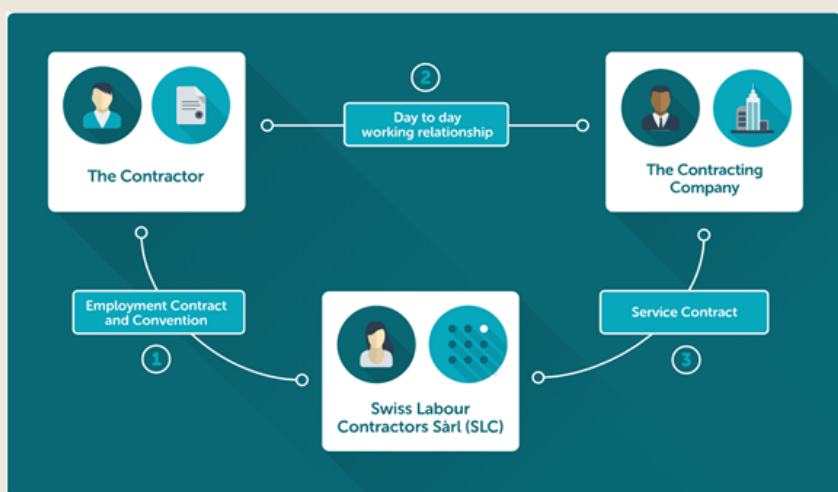 2
Day to day
working relationship
The Contractor
The Contracting
Company
Employment Contract
and Convention
1
Service Contract
3
Swiss Labour
Contractors Sàrl (SLC)